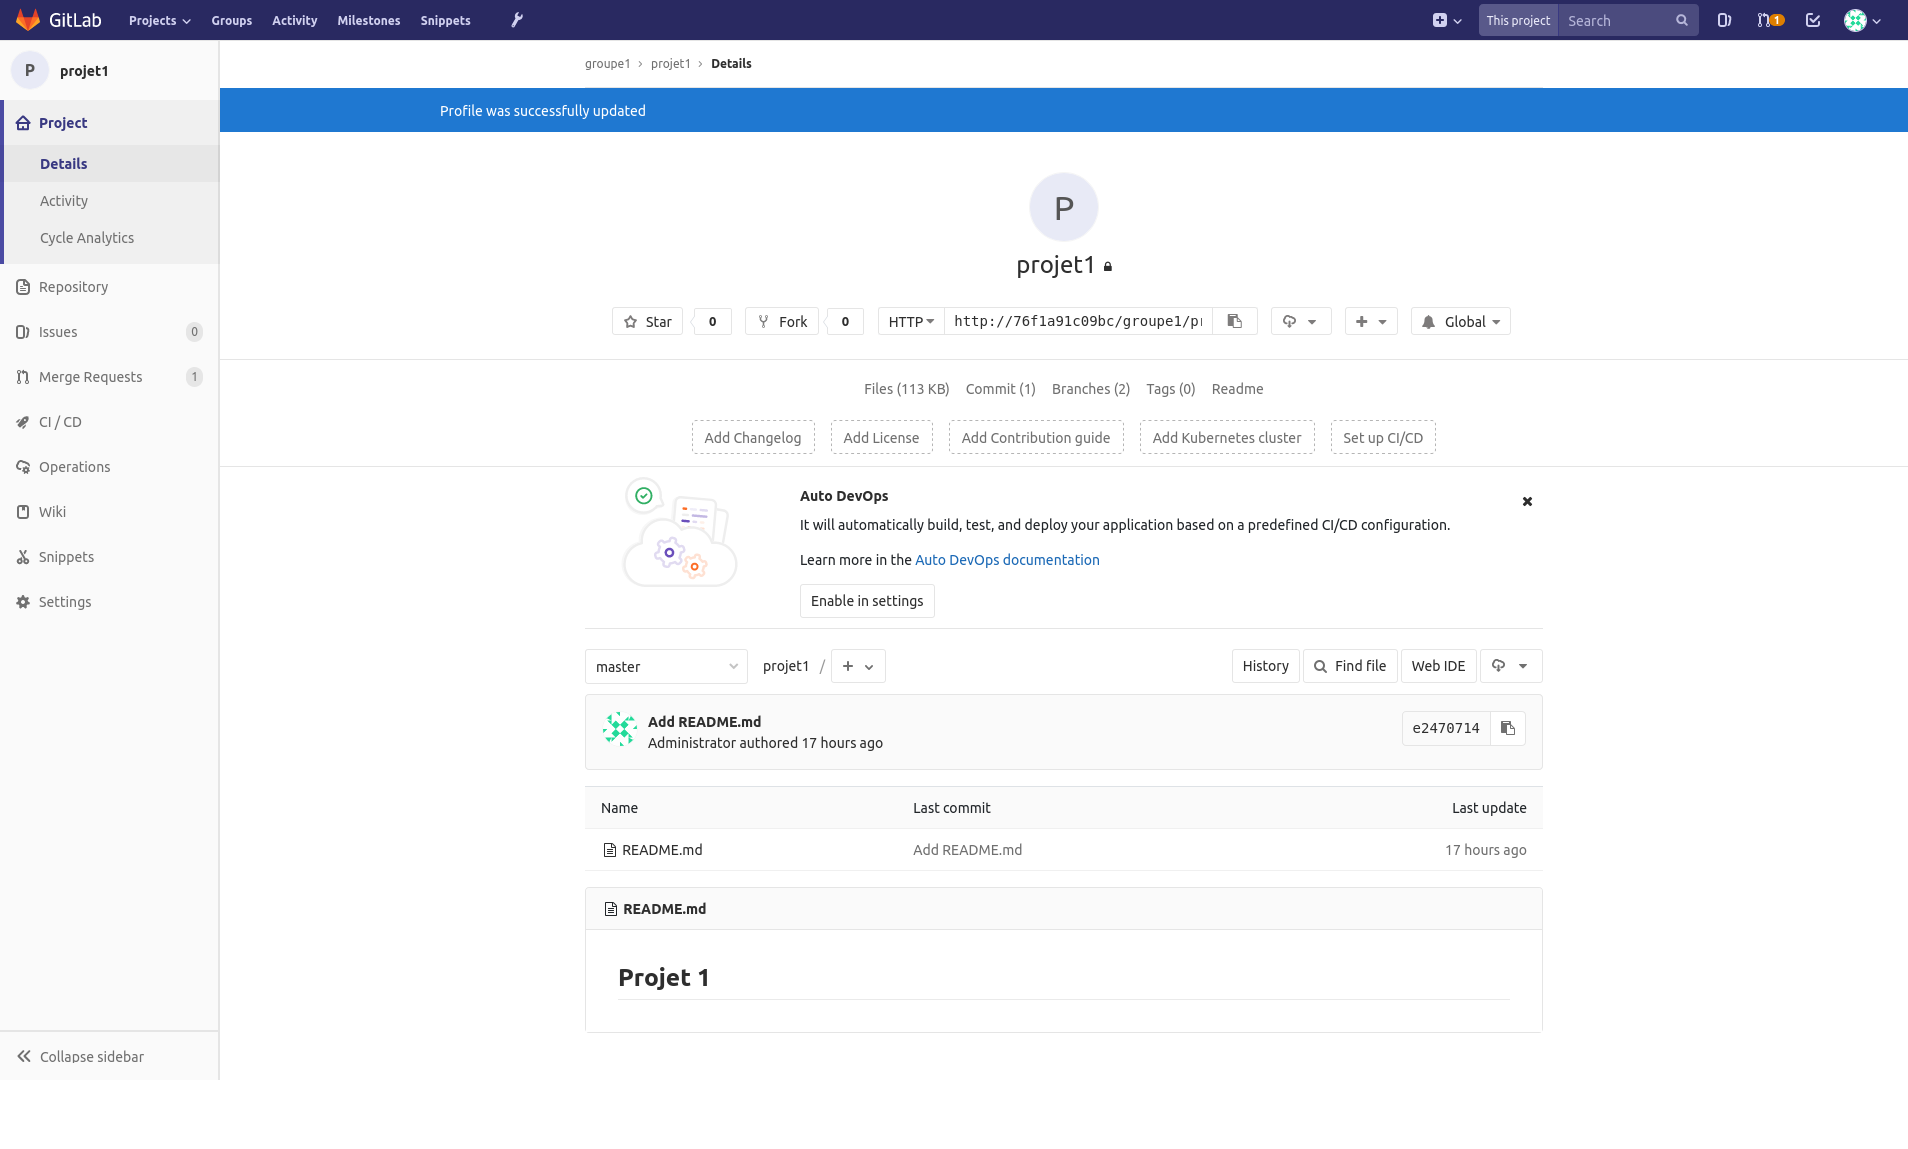 GitLab Projects Groups Activity Milestones Snippets This project Search 1
P projet1
groupe1 › projet1 › Details
Profile was successfully updated
Project
Details
Activity
Cycle Analytics
Repository
Issues 0
Merge Requests 1
CI / CD
Operations
Wiki
Snippets
Settings
Collapse sidebar
P
projet1
Star 0 Fork 0 HTTP http://76f1a91c09bc/groupe1/pr Global
Files (113 KB) Commit (1) Branches (2) Tags (0) Readme
Add Changelog Add License Add Contribution guide Add Kubernetes cluster Set up CI/CD
Auto DevOps
It will automatically build, test, and deploy your application based on a predefined CI/CD configuration.
Learn more in the Auto DevOps documentation
Enable in settings
master projet1 / + History Find file Web IDE
Add README.md
Administrator authored 17 hours ago
e2470714
Name Last commit Last update
README.md Add README.md 17 hours ago
README.md
Projet 1